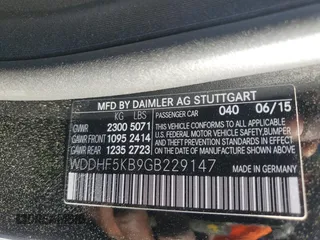 MFD BY DAIMLER AG STUTTGART
KG LBS
GVWR 2300 5071
GAWR FRONT 1095 2414
GAWR REAR 1235 2723
PASSENGER CAR 040 06/15
THIS VEHICLE CONFORMS TO ALL APPLICABLE
U.S. FEDERAL MOTOR VEHICLE SAFETY,
BUMPER, AND THEFT PREVENTION STANDARDS
IN EFFECT ON THE DATE OF
MANUFACTURE SHOWN ABOVE.
WDDHF5KB9GB229147
MADE IN GERMANY